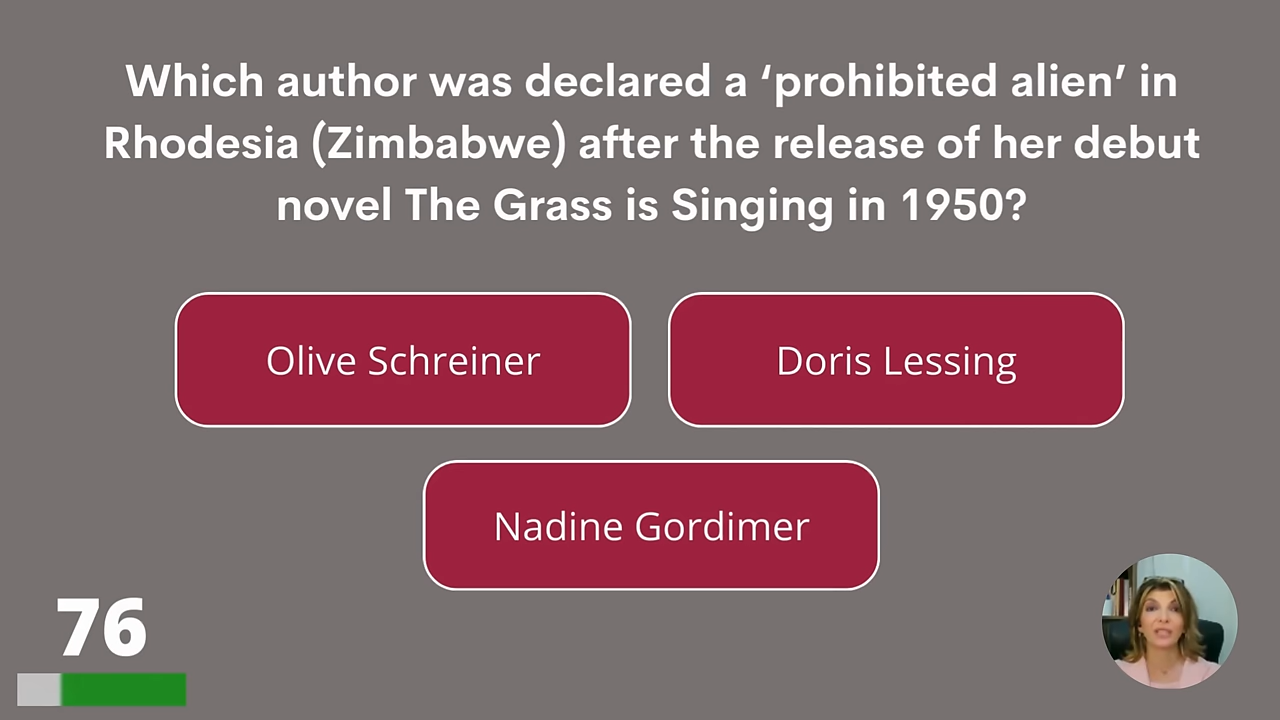 Which author was declared a ‘prohibited alien’ in
Rhodesia (Zimbabwe) after the release of her debut
novel The Grass is Singing in 1950?
Olive Schreiner
Doris Lessing
Nadine Gordimer
76